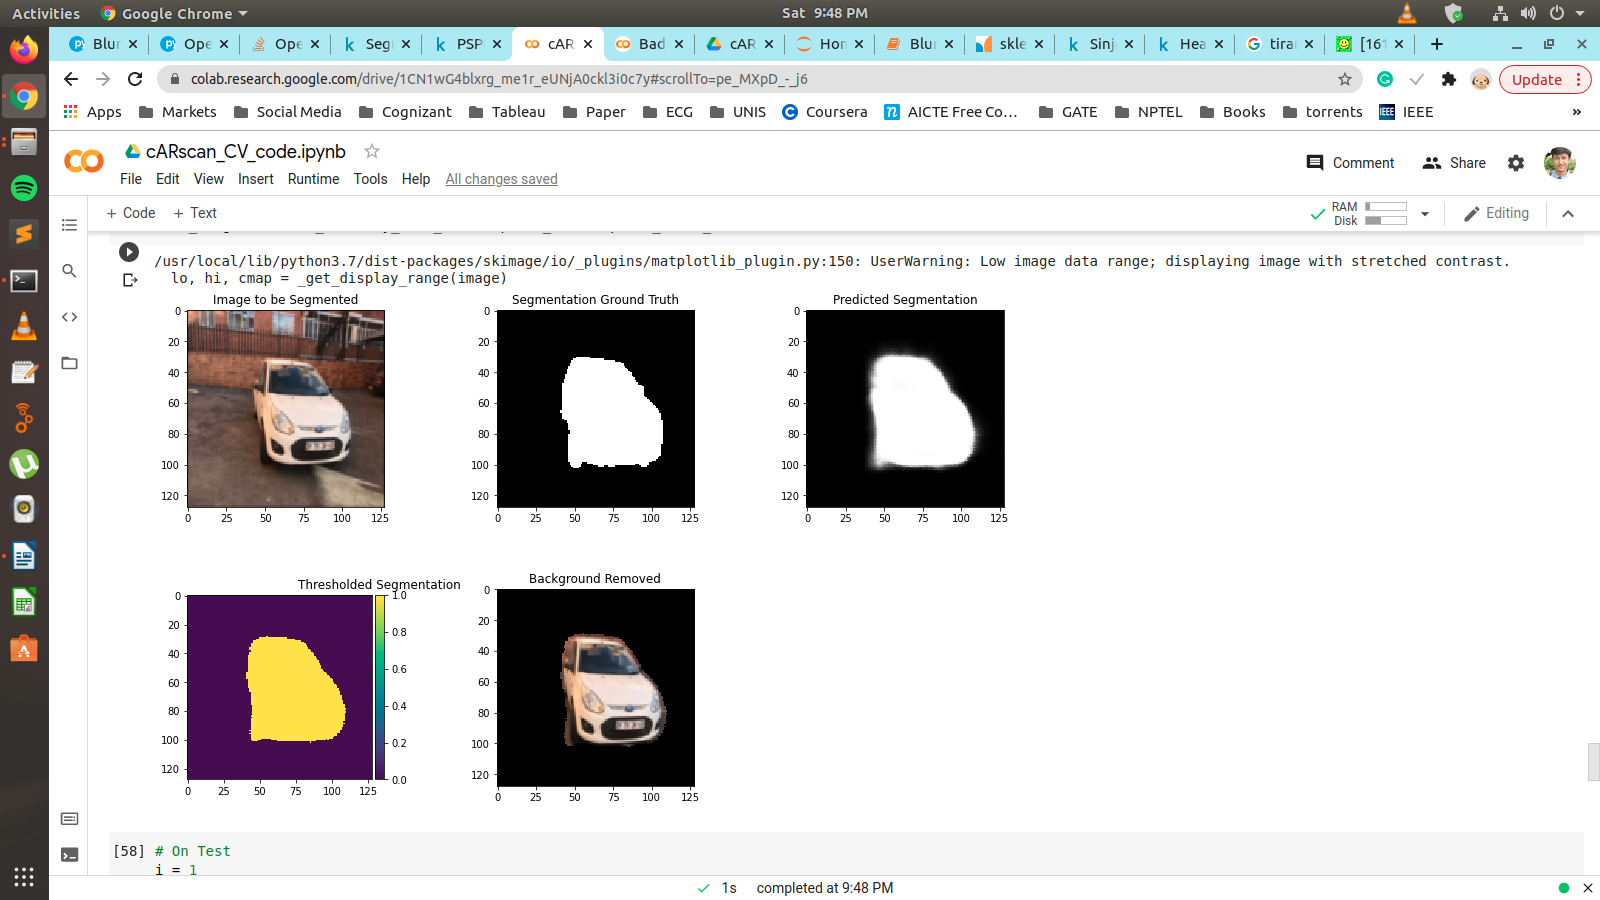 Activities Google Chrome Sat 9:48 PM
Blur Ope Ope Seg PSP cAR Bad cAR Hon Blur skle Sinj Hea tirar [161
colab.research.google.com/drive/1CN1wG4blxrg_me1r_eUNjA0ckl3i0c7y#scrollTo=pe_MXpD_-_j6 Update
Apps Markets Social Media Cognizant Tableau Paper ECG UNIS Coursera AICTE Free Co... GATE NPTEL Books torrents IEEE »
cARscan_CV_code.ipynb
Comment Share
File Edit View Insert Runtime Tools Help All changes saved
+ Code + Text RAM Disk Editing
/usr/local/lib/python3.7/dist-packages/skimage/io/_plugins/matplotlib_plugin.py:150: UserWarning: Low image data range; displaying image with stretched contrast.
lo, hi, cmap = _get_display_range(image)
Image to be Segmented Segmentation Ground Truth Predicted Segmentation
0 0 0
20 20 20
40 40 40
60 60 60
80 80 80
100 100 100
120 120 120
0 25 50 75 100 125 0 25 50 75 100 125 0 25 50 75 100 125
Thresholded Segmentation Background Removed
0 1.0 0
20 0.8 20
40 0.6 40
60 0.4 60
80 0.2 80
100 0.0 100
120 120
0 25 50 75 100 125 0 25 50 75 100 125
[58] # On Test
i = 1
1s completed at 9:48 PM